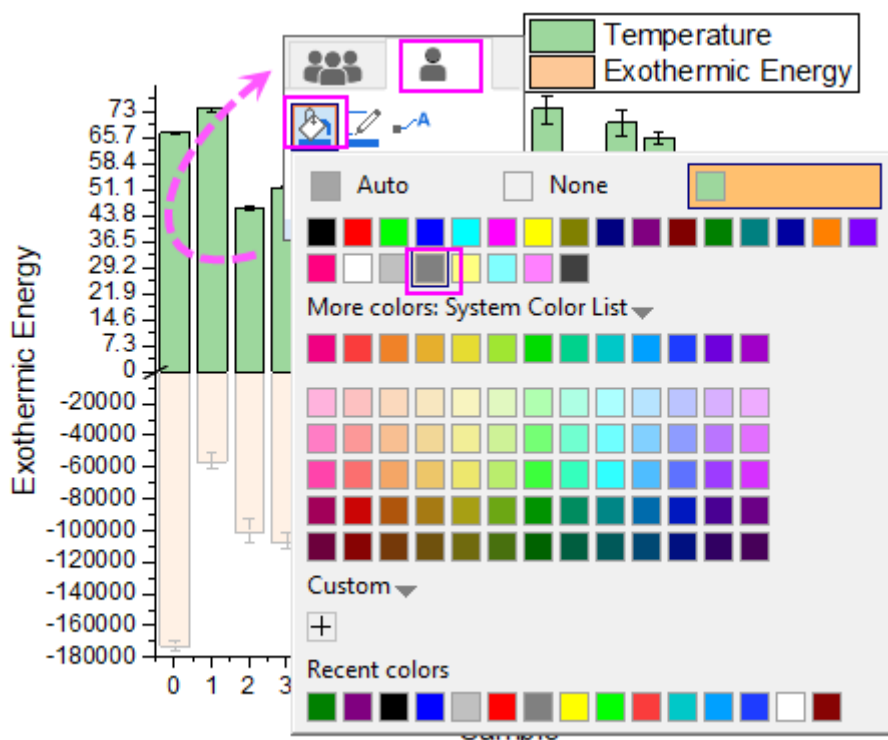 Temperature
Exothermic Energy
A
Auto
None
More colors: System Color List
Custom
+
Recent colors
Exothermic Energy
73
65.7
58.4
51.1
43.8
36.5
29.2
21.9
14.6
7.3
0
-20000
-40000
-60000
-80000
-100000
-120000
-140000
-160000
-180000
0 1 2 3